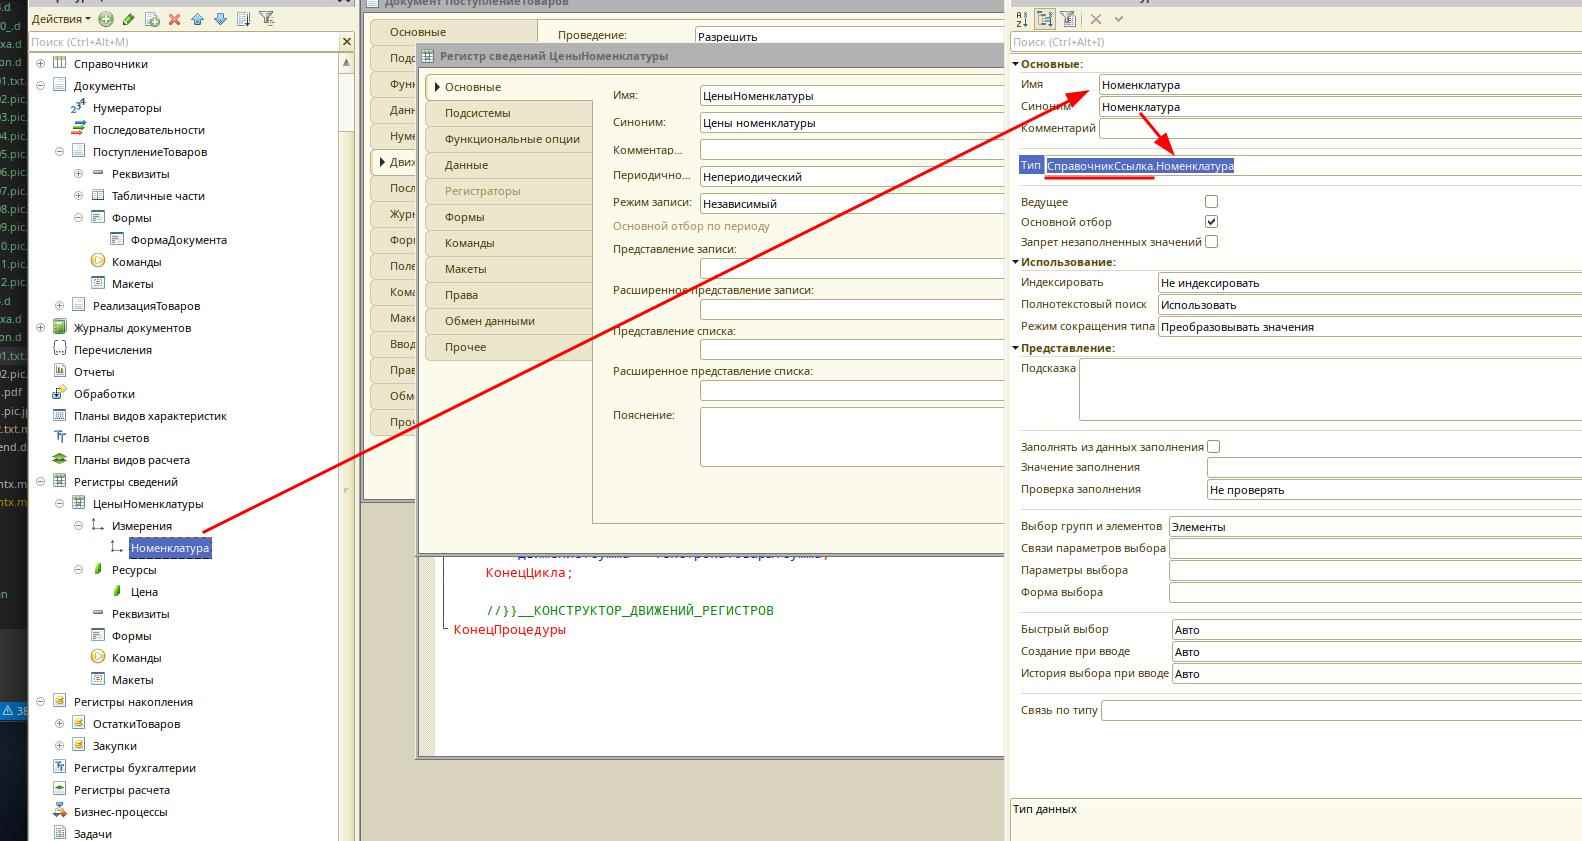 Действия
Поиск (Ctrl+Alt+M)
Справочники
Документы
Нумераторы
Последовательности
ПоступлениеТоваров
Реквизиты
Табличные части
Формы
ФормаДокумента
Команды
Макеты
РеализацияТоваров
Журналы документов
Перечисления
Отчеты
Обработки
Планы видов характеристик
Планы счетов
Планы видов расчета
Регистры сведений
ЦеныНоменклатуры
Измерения
Номенклатура
Ресурсы
Цена
Реквизиты
Формы
Команды
Макеты
Регистры накопления
ОстаткиТоваров
Закупки
Регистры бухгалтерии
Регистры расчета
Бизнес-процессы
Задачи
Документ ПоступлениеТоваров
Основные
Проведение: Разрешить
Подс
Функ
Данн
Нуме
Движ
Посл
Журн
Форм
Поле
Кома
Маке
Ввод
Прав
Обм
Проч
Регистр сведений ЦеныНоменклатуры
Основные
Подсистемы
Функциональные опции
Данные
Регистраторы
Формы
Команды
Макеты
Права
Обмен данными
Прочее
Имя: ЦеныНоменклатуры
Синоним: Цены номенклатуры
Комментар...
Периодично... Непериодический
Режим записи: Независимый
Основной отбор по периоду
Представление записи:
Расширенное представление записи:
Представление списка:
Расширенное представление списка:
Пояснение:
КонецЦикла;
//}}__КОНСТРУКТОР_ДВИЖЕНИЙ_РЕГИСТРОВ
КонецПроцедуры
Поиск (Ctrl+Alt+I)
Основные:
Имя Номенклатура
Синоним Номенклатура
Комментарий
Тип СправочникСсылка.Номенклатура
Ведущее
Основной отбор
Запрет незаполненных значений
Использование:
Индексировать Не индексировать
Полнотекстовый поиск Использовать
Режим сокращения типа Преобразовывать значения
Представление:
Подсказка
Заполнять из данных заполнения
Значение заполнения
Проверка заполнения Не проверять
Выбор групп и элементов Элементы
Связи параметров выбора
Параметры выбора
Форма выбора
Быстрый выбор Авто
Создание при вводе Авто
История выбора при вводе Авто
Связь по типу
Тип данных